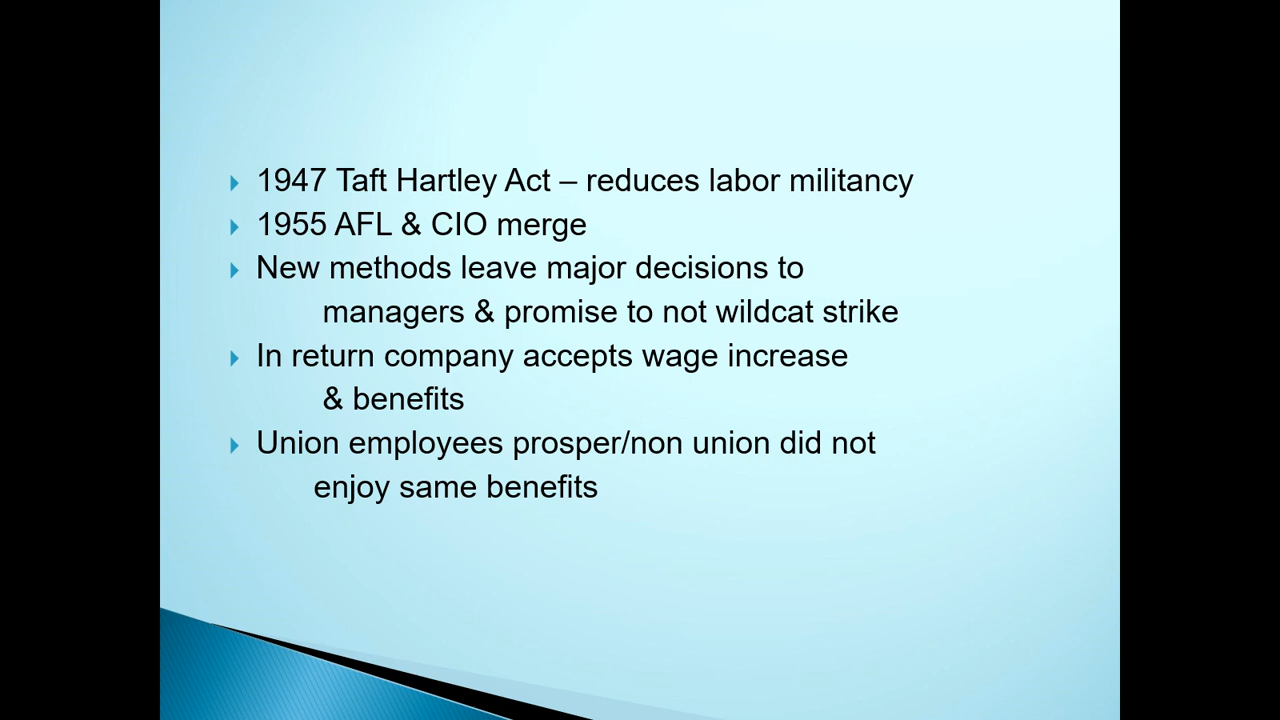 1947 Taft Hartley Act – reduces labor militancy
1955 AFL & CIO merge
New methods leave major decisions to
managers & promise to not wildcat strike
In return company accepts wage increase
& benefits
Union employees prosper/non union did not
enjoy same benefits